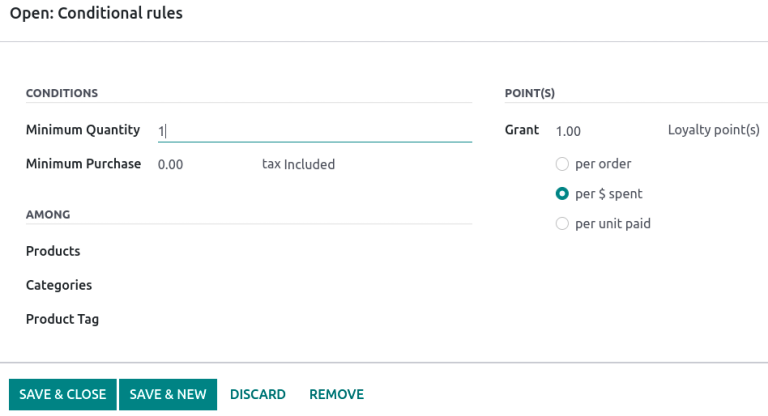 Open: Conditional rules
CONDITIONS
Minimum Quantity 1
Minimum Purchase 0.00 tax Included
AMONG
Products
Categories
Product Tag
POINT(S)
Grant 1.00 Loyalty point(s)
per order
per $ spent
per unit paid
SAVE & CLOSE SAVE & NEW DISCARD REMOVE